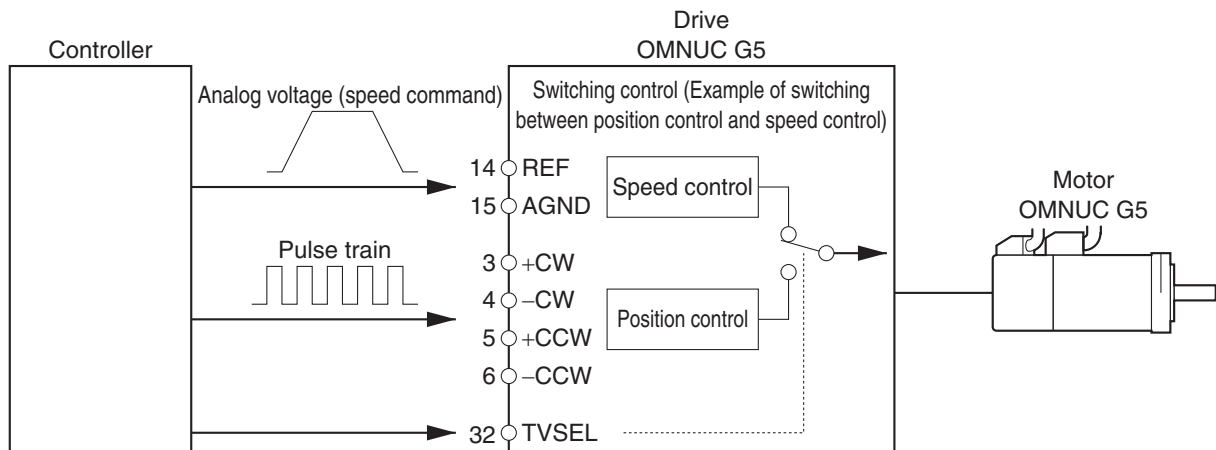 Controller
Drive
OMNUC G5
Analog voltage (speed command)
Switching control (Example of switching
between position control and speed control)
14 REF
15 AGND
Speed control
Motor
OMNUC G5
Pulse train
3 +CW
4 −CW
5 +CCW
6 −CCW
Position control
32 TVSEL